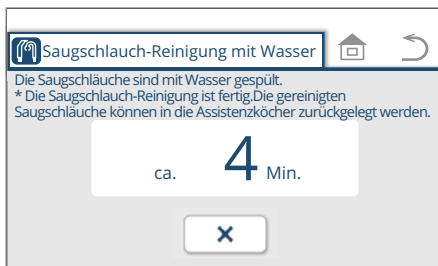 Saugschlauch-Reinigung mit Wasser
Die Saugschläuche sind mit Wasser gespült.
* Die Saugschlauch-Reinigung ist fertig.Die gereinigten
Saugschläuche können in die Assistenzköcher zurückgelegt werden.
ca. 4 Min.